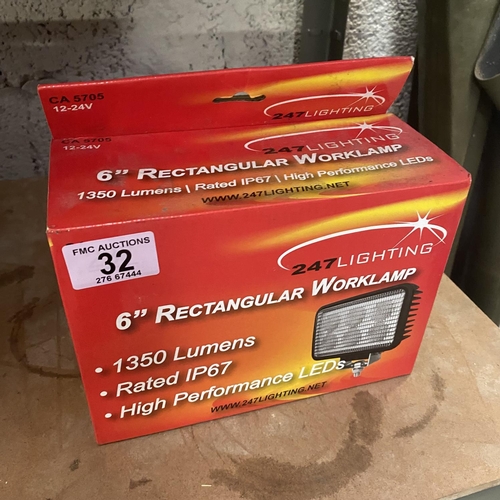 CA 5705
12-24V
247LIGHTING
CA 5705
12-24V
6" RECTANGULAR WORKLAMP
1350 Lumens | Rated IP67 | High Performance LEDs
WWW.247LIGHTING.NET
FMC AUCTIONS
32
276 67444
247LIGHTING
6" RECTANGULAR WORKLAMP
• 1350 Lumens
• Rated IP67
• High Performance LEDs
WWW.247LIGHTING.NET